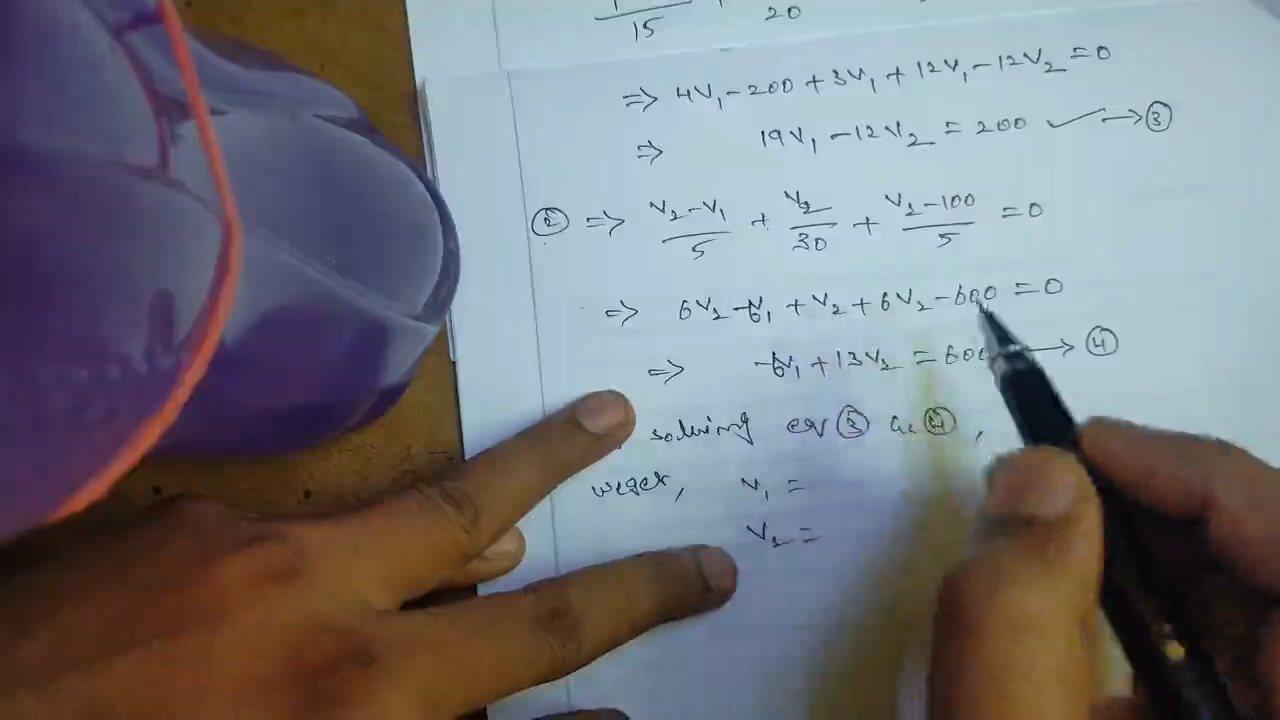 15 20
=> 4V₁ - 200 + 3V₁ + 12V₁ - 12V₂ = 0
=> 19V₁ - 12V₂ = 200 ✓ → ③
② => V₂-V₁/5 + V₂/30 + V₂-100/5 = 0
=> 6V₂ - 6V₁ + V₂ + 6V₂ - 600 = 0
=> -6V₁ + 13V₂ = 600 → ④
solving eq ③ & ④,
we get, V₁ =
V₂ =